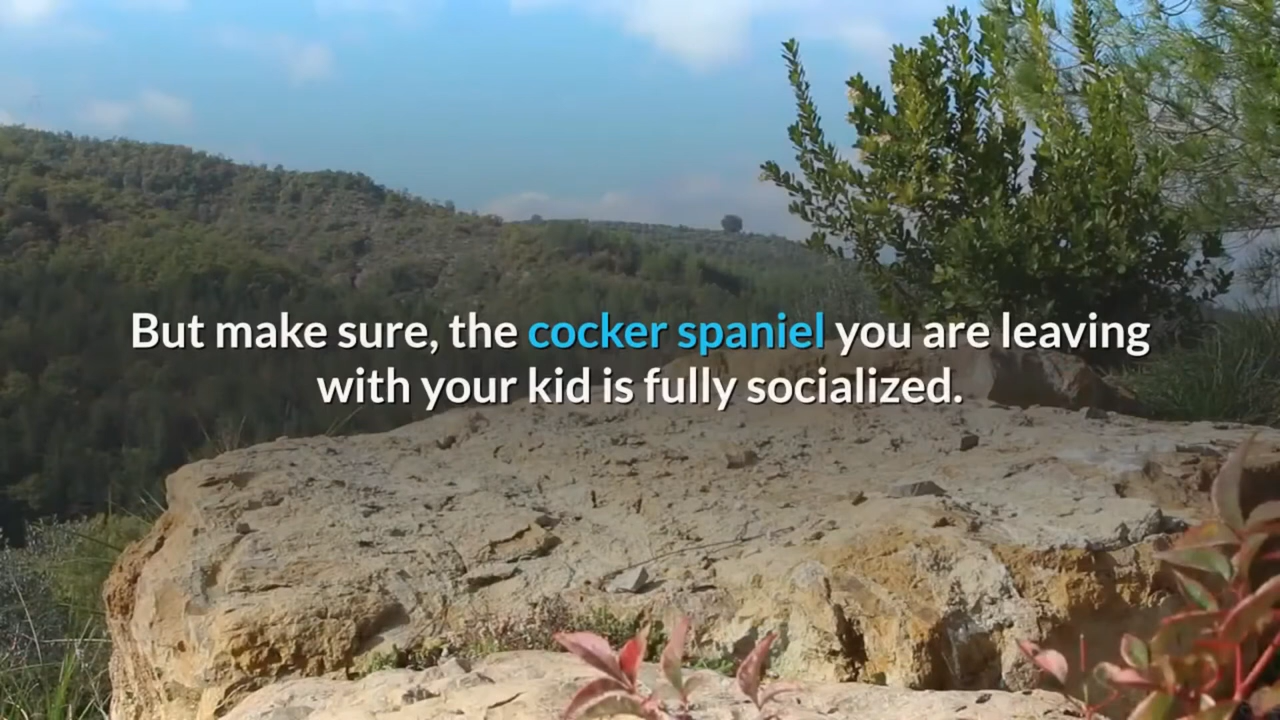 But make sure, the cocker spaniel you are leaving
with your kid is fully socialized.